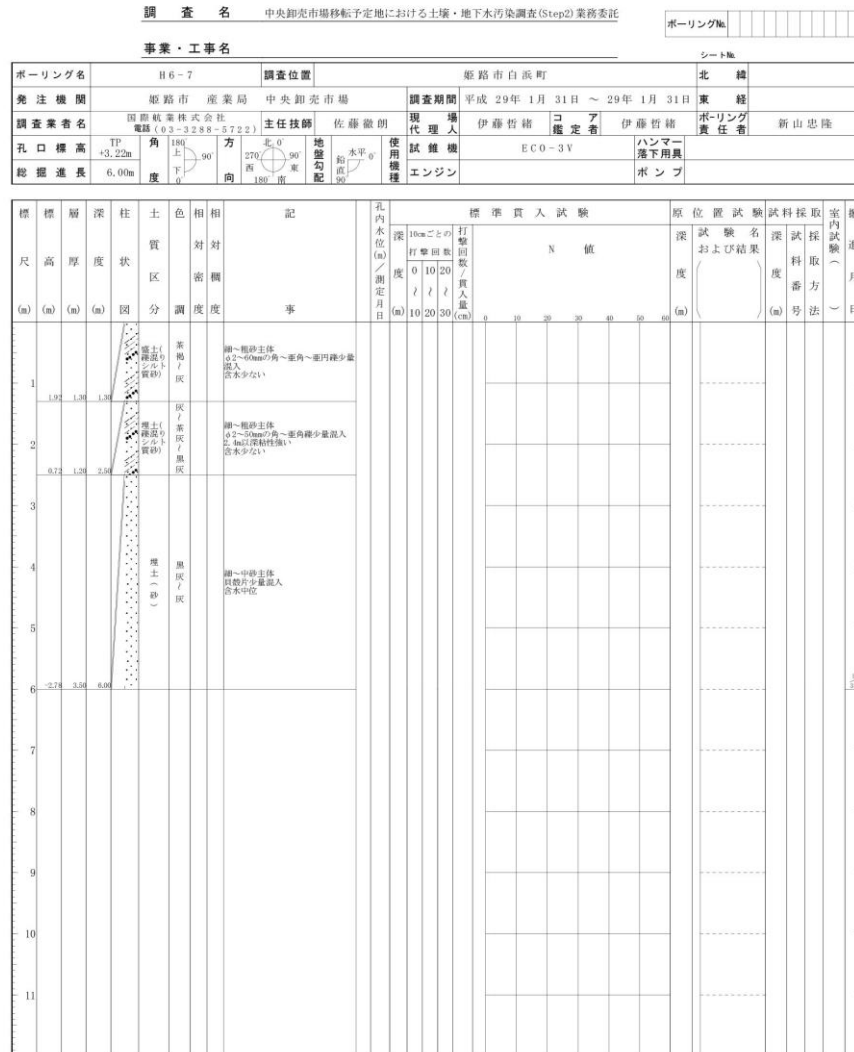 調査名 中央卸売市場移転予定地における土壌・地下水汚染調査(Step2)業務委託
ボーリングNo.
事業・工事名
シートNo.
ボーリング名 H6-7 調査位置 姫路市白浜町 北緯
発注機関 姫路市 産業局 中央卸売市場 調査期間 平成 29年 1月 31日 ～ 29年 1月 31日 東経
調査業者名 国際航業株式会社 電話(03-3288-5722) 主任技師 佐藤徹朗 現場代理人 伊藤哲緒 コア鑑定者 伊藤哲緒 ボーリング責任者 新山忠隆
孔口標高 TP +3.22m 角度 180° 上 90° 下 0° 方向 北 0° 270° 90° 西 東 180° 南 地盤勾配 水平 0° 鉛直 90° 使用機種 試錐機 ECO-3V ハンマー落下用具
総掘進長 6.00m エンジン ポンプ
標尺(m) 標高(m) 層厚(m) 深度(m) 柱状図 土質区分 色調 相対密度 相対稠度 記事 孔内水位(m)/測定月日 標準貫入試験 原位置試験 試料採取 室内試験()
深度(m) 10cmごとの打撃回数 打撃回数/貫入量(cm) N 値 深度(m) 試験名および結果 深度(m) 試料番号 採取方法
0 10 20
～ ～ ～
10 20 30
0 10 20 30 40 50 60
盛土(礫混りシルト質砂) 茶褐～灰 細～粗砂主体
φ2～60mmの角～亜角～亜円礫少量
混入
含水少ない
1
1.92 1.30 1.30
埋土(礫混りシルト質砂) 灰～茶灰～黒灰 細～粗砂主体
φ2～50mmの角～亜角礫少量混入
2.4m以深粘性強い
含水少ない
2
0.72 1.20 2.50
3
4
埋土(砂) 黒灰～灰 細～中砂主体
貝殻片少量混入
含水中位
5
6
-2.78 3.50 6.00
7
8
9
10
11